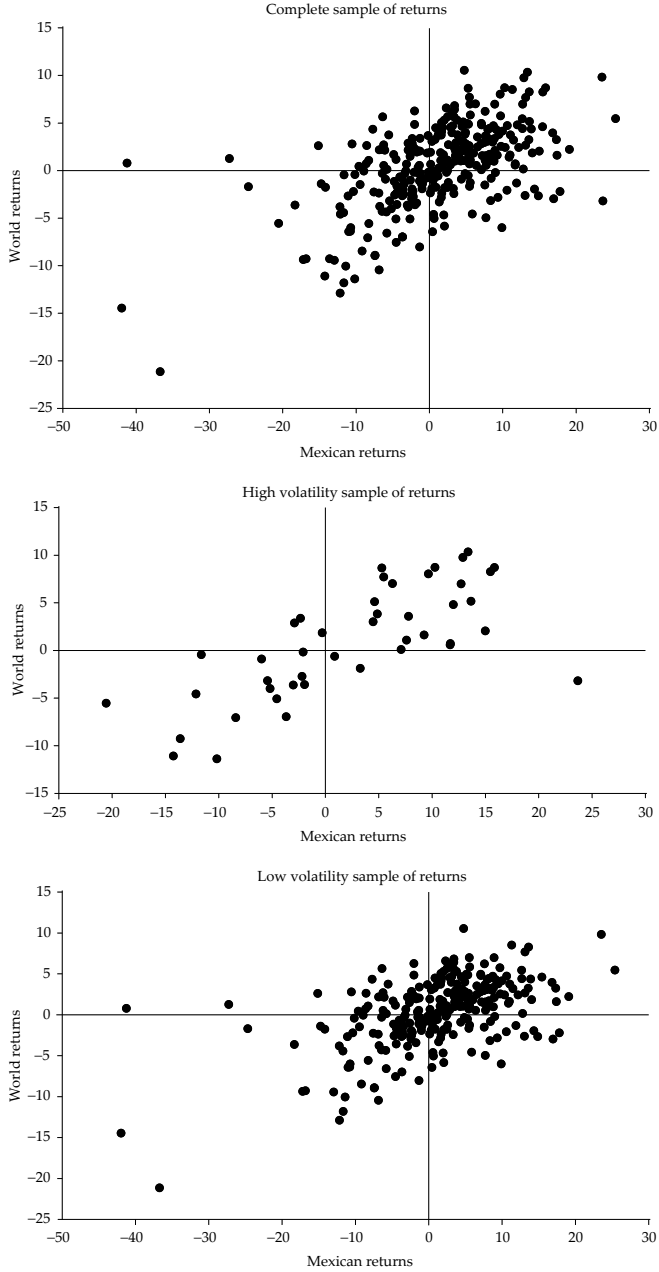 Complete sample of returns
15
10
5
0
−5
−10
−15
−20
−25
World returns
−50 −40 −30 −20 −10 0 10 20 30
Mexican returns
High volatility sample of returns
15
10
5
0
−5
−10
−15
World returns
−25 −20 −15 −10 −5 0 5 10 15 20 25 30
Mexican returns
Low volatility sample of returns
15
10
5
0
−5
−10
−15
−20
−25
World returns
−50 −40 −30 −20 −10 0 10 20 30
Mexican returns